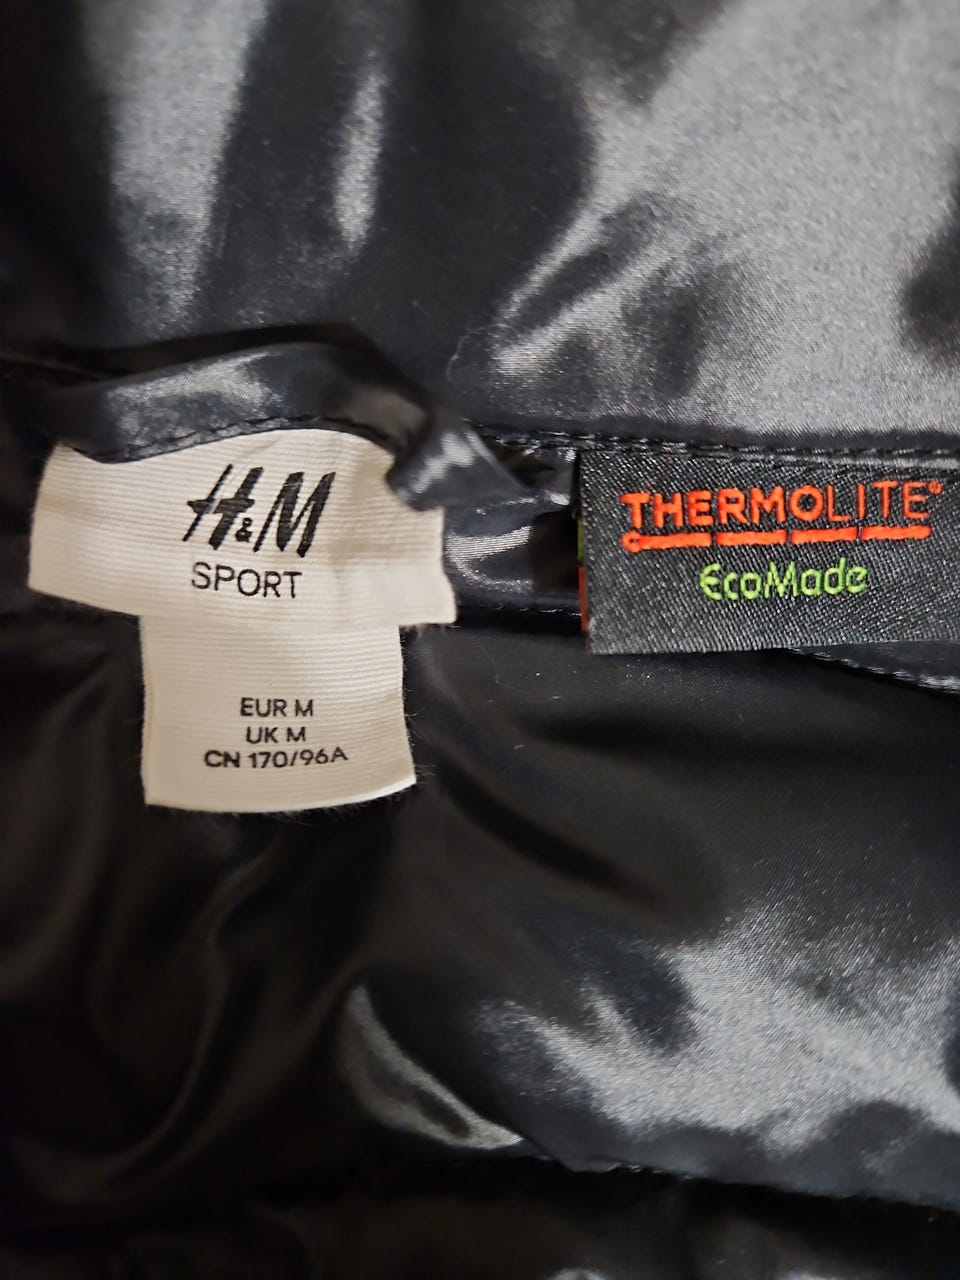 H&M
SPORT
EUR M
UK M
CN 170/96A
THERMOLITE®
EcoMade